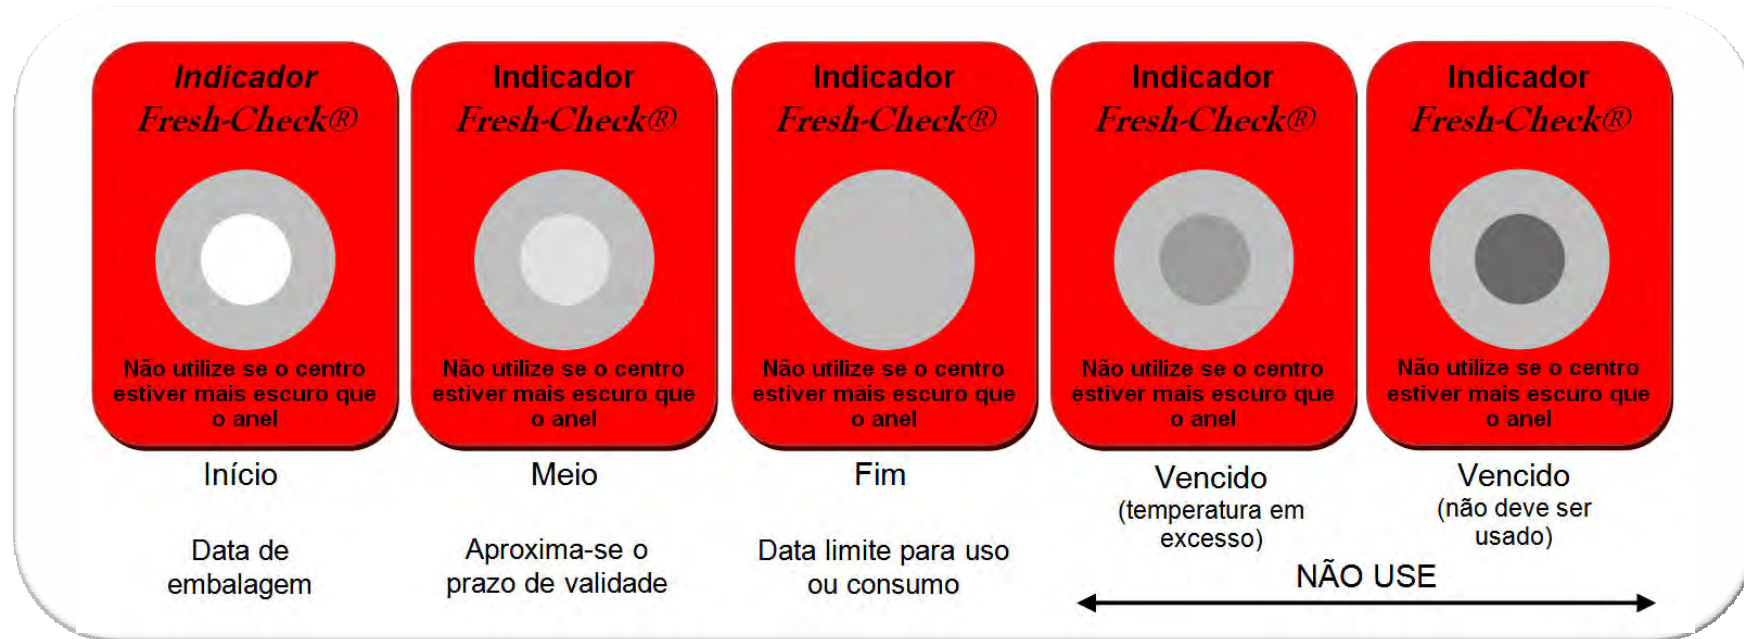 Indicador
Fresh-Check®
Não utilize se o centro
estiver mais escuro que
o anel
Início
Data de
embalagem
Indicador
Fresh-Check®
Não utilize se o centro
estiver mais escuro que
o anel
Meio
Aproxima-se o
prazo de validade
Indicador
Fresh-Check®
Não utilize se o centro
estiver mais escuro que
o anel
Fim
Data limite para uso
ou consumo
Indicador
Fresh-Check®
Não utilize se o centro
estiver mais escuro que
o anel
Vencido
(temperatura em
excesso)
Indicador
Fresh-Check®
Não utilize se o centro
estiver mais escuro que
o anel
Vencido
(não deve ser
usado)
NÃO USE